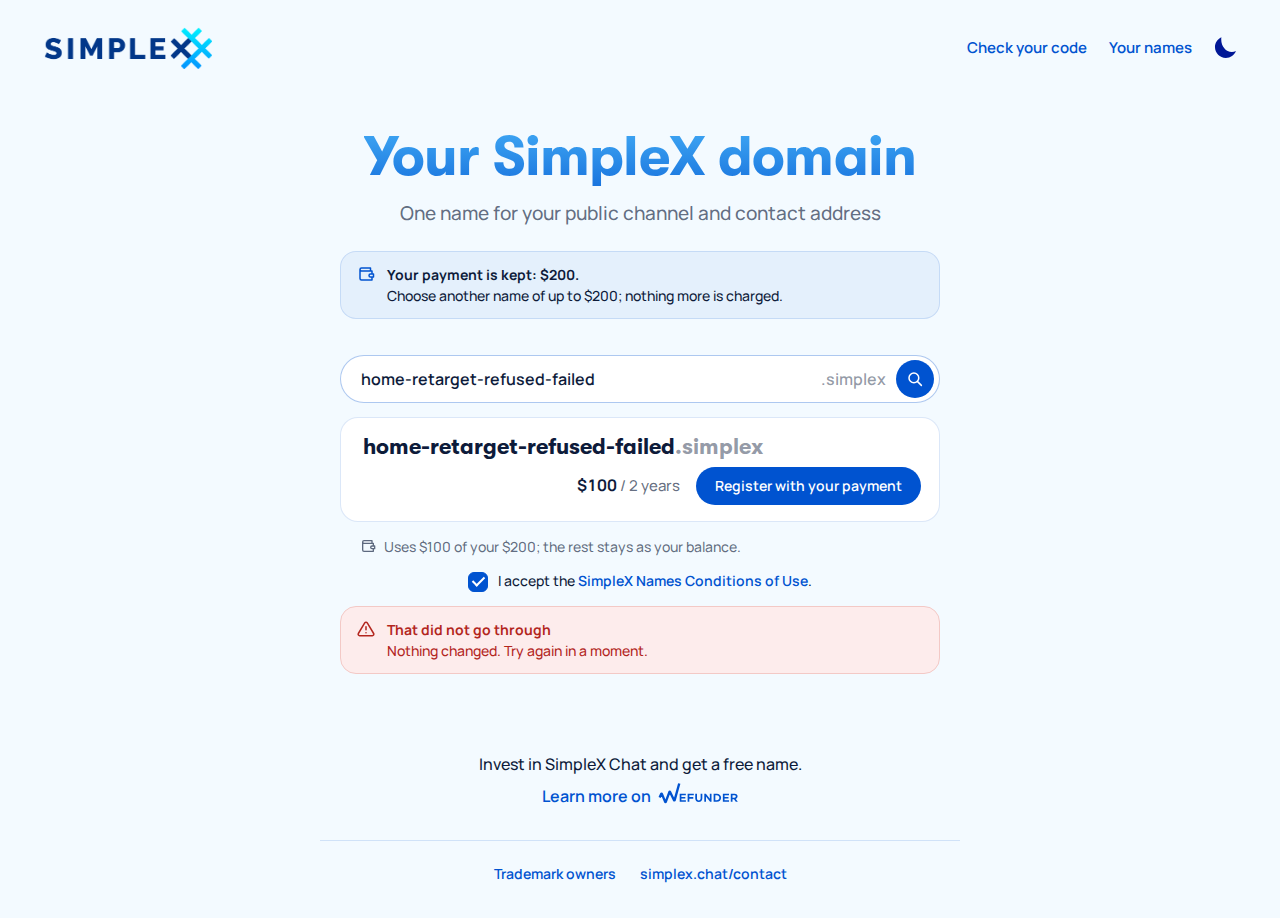 SIMPLEX
Check your code
Your names
Your SimpleX domain
One name for your public channel and contact address
Your payment is kept: $200.
Choose another name of up to $200; nothing more is charged.
home-retarget-refused-failed
.simplex
home-retarget-refused-failed.simplex
$100 / 2 years
Register with your payment
Uses $100 of your $200; the rest stays as your balance.
I accept the SimpleX Names Conditions of Use.
That did not go through
Nothing changed. Try again in a moment.
Invest in SimpleX Chat and get a free name.
Learn more on WEFUNDER
Trademark owners
simplex.chat/contact